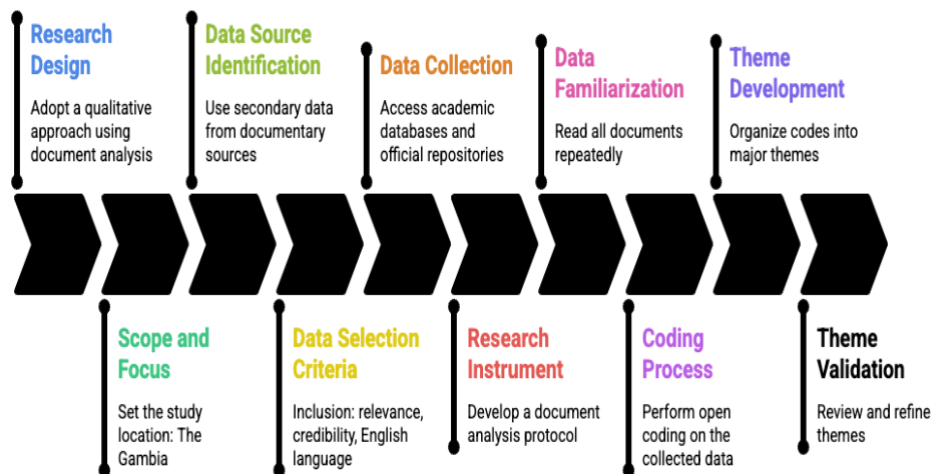 Research
Design
Adopt a qualitative
approach using
document analysis
Scope and
Focus
Set the study
location: The
Gambia
Data Source
Identification
Use secondary data
from documentary
sources
Data Selection
Criteria
Inclusion: relevance,
credibility, English
language
Data Collection
Access academic
databases and
official repositories
Research
Instrument
Develop a document
analysis protocol
Data
Familiarization
Read all documents
repeatedly
Coding
Process
Perform open
coding on the
collected data
Theme
Development
Organize codes into
major themes
Theme
Validation
Review and refine
themes